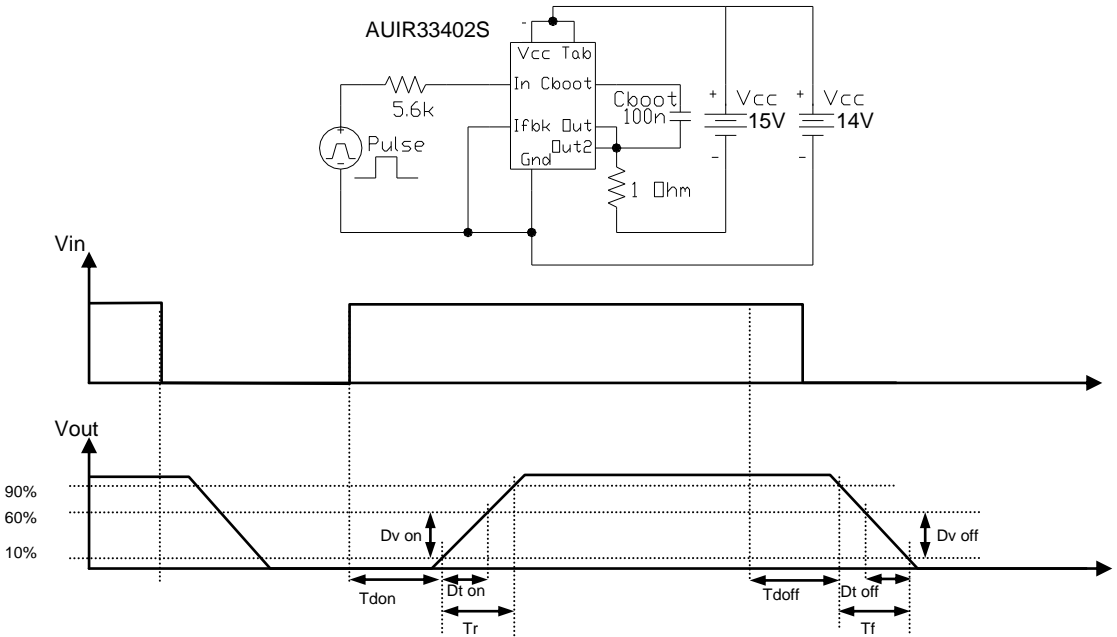 AUIR33402S
Vcc Tab
In Cboot
5.6k
Ifbk Out
Out2
Gnd
Pulse
+
-
Cboot
100n
+ Vcc
15V
-
+ Vcc
14V
-
1 Ohm
Vin
Vout
90%
60%
10%
Dv on
Dv off
Tdon
Dt on
Tr
Tdoff
Dt off
Tf